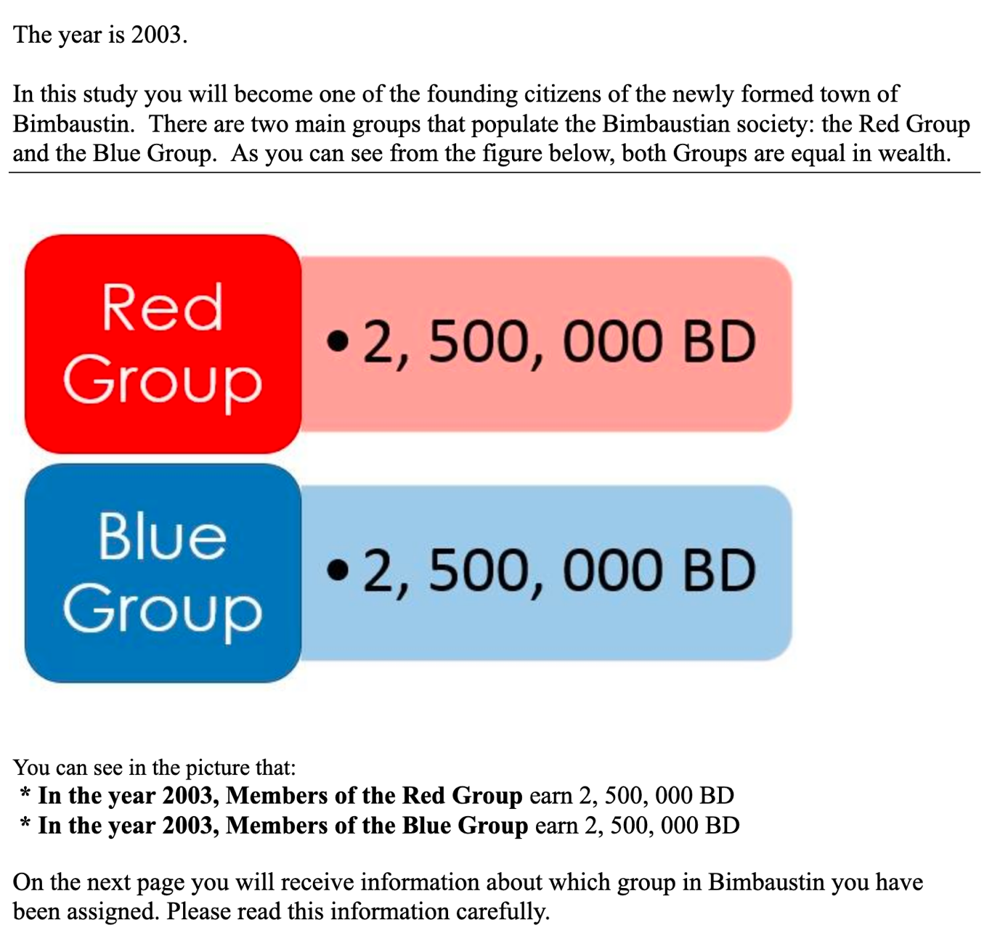 The year is 2003.
In this study you will become one of the founding citizens of the newly formed town of
Bimbaustin.  There are two main groups that populate the Bimbaustian society: the Red Group
and the Blue Group.  As you can see from the figure below, both Groups are equal in wealth.
Red
Group
• 2, 500, 000 BD
Blue
Group
• 2, 500, 000 BD
You can see in the picture that:
* In the year 2003, Members of the Red Group earn 2, 500, 000 BD
* In the year 2003, Members of the Blue Group earn 2, 500, 000 BD
On the next page you will receive information about which group in Bimbaustin you have
been assigned. Please read this information carefully.